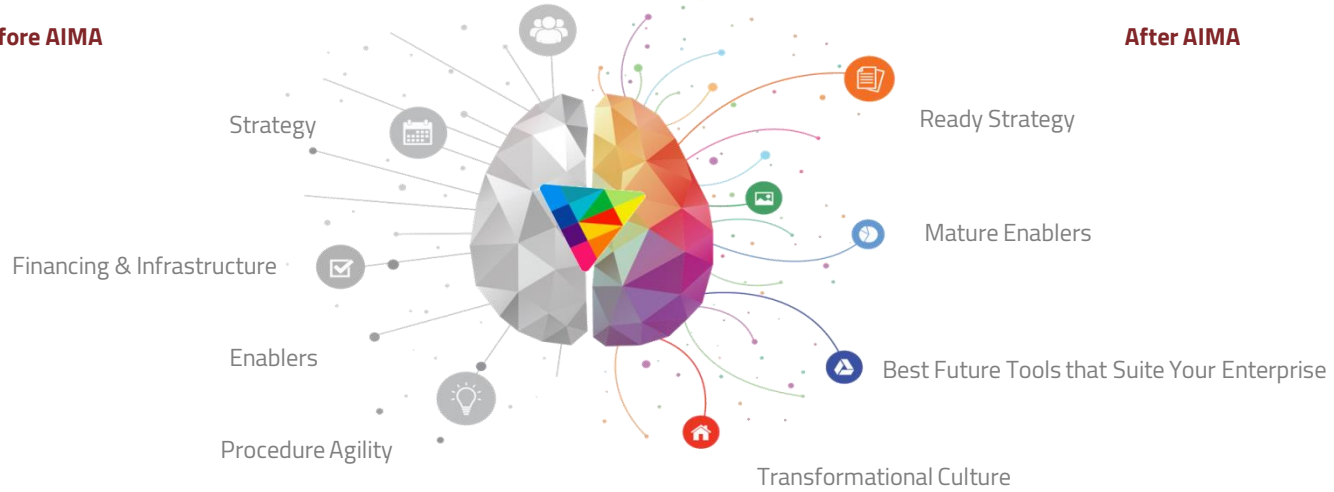 fore AIMA
After AIMA
Strategy
Ready Strategy
Financing & Infrastructure
Mature Enablers
Enablers
Best Future Tools that Suite Your Enterprise
Procedure Agility
Transformational Culture